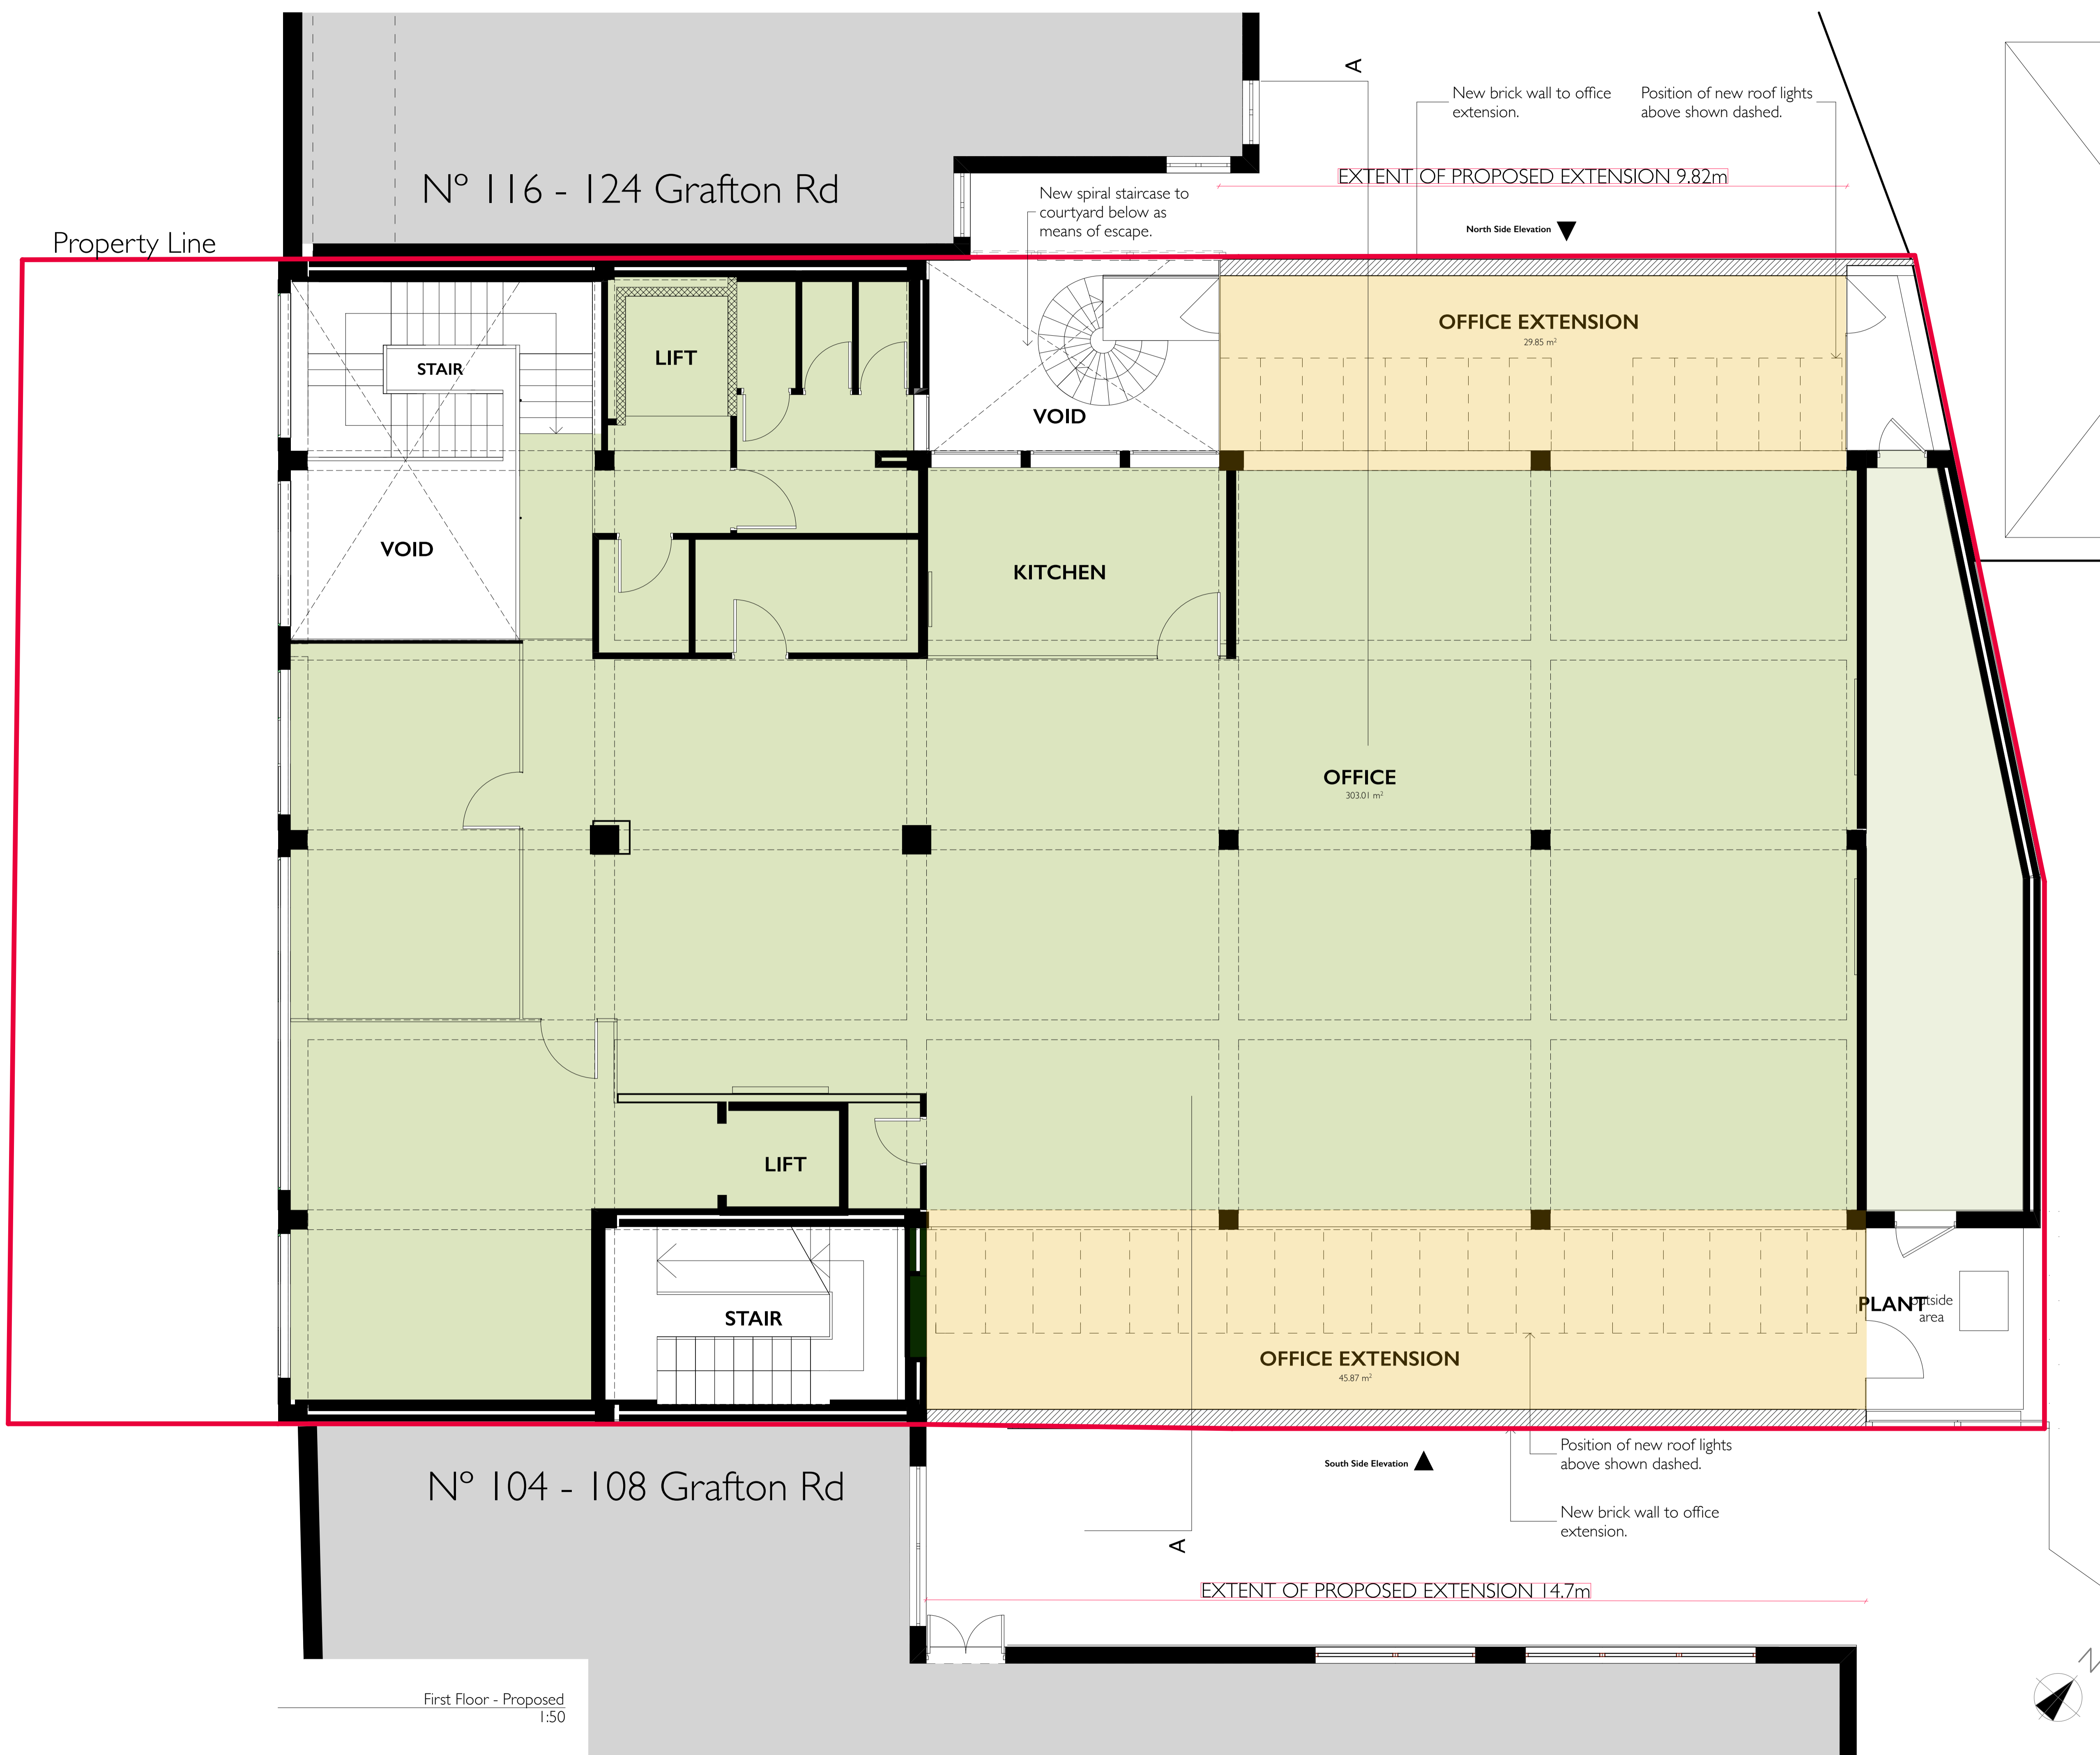 A
New brick wall to office
extension.
Position of new roof lights
above shown dashed.
Nº 116 - 124 Grafton Rd
EXTENT OF PROPOSED EXTENSION 9.82m
New spiral staircase to
courtyard below as
means of escape.
North Side Elevation
Property Line
OFFICE EXTENSION
29.85 m²
LIFT
STAIR
VOID
VOID
KITCHEN
OFFICE
303.01 m²
LIFT
STAIR
PLANT
outside
area
OFFICE EXTENSION
45.87 m²
Position of new roof lights
above shown dashed.
South Side Elevation
Nº 104 - 108 Grafton Rd
New brick wall to office
extension.
A
EXTENT OF PROPOSED EXTENSION 14.7m
N
First Floor - Proposed
1:50